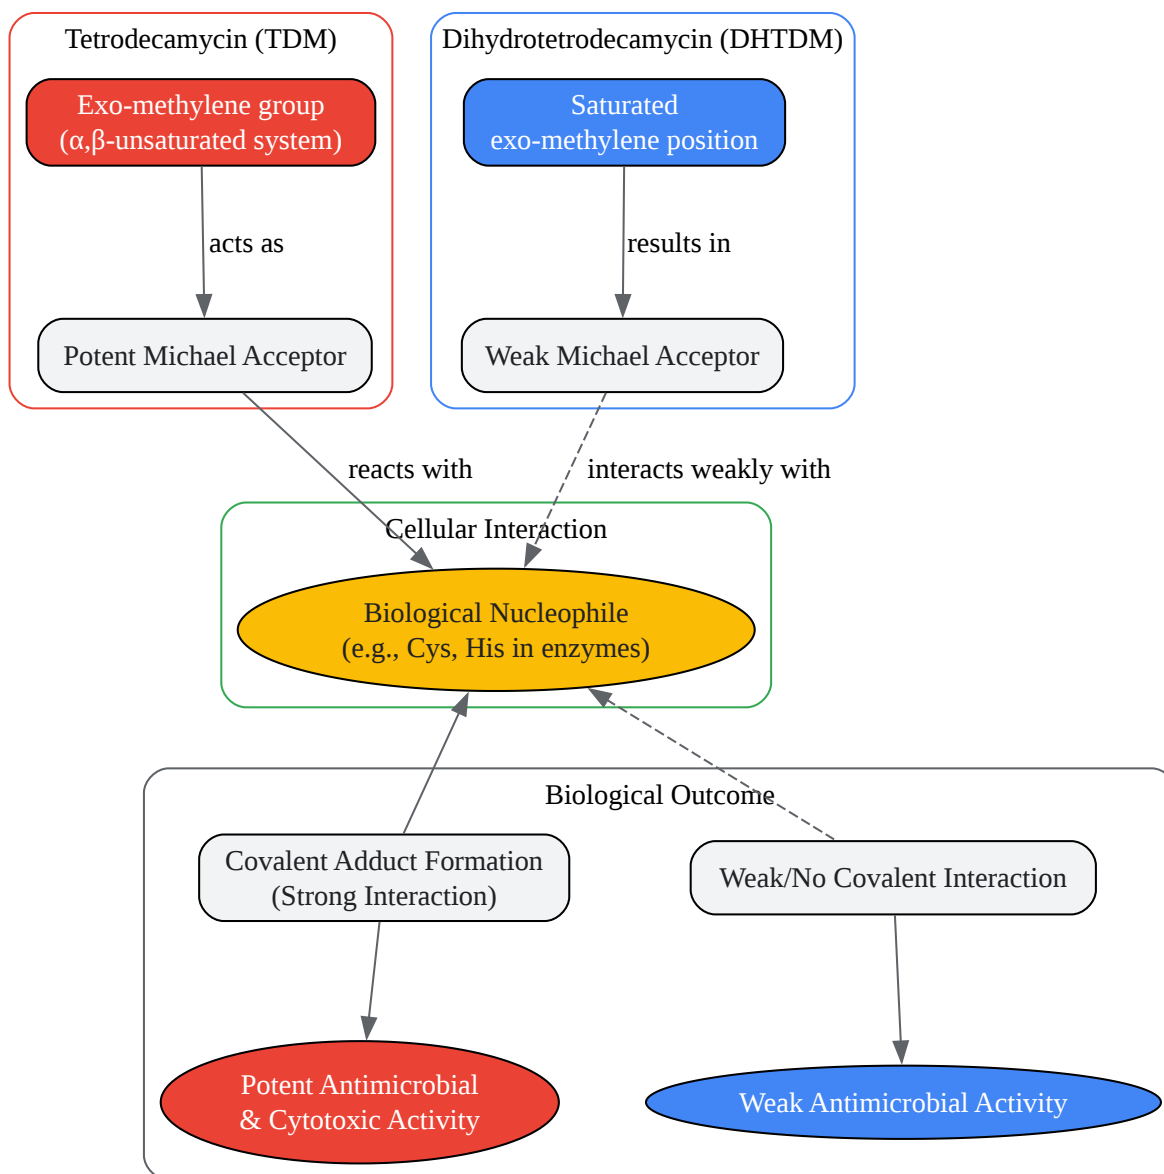 Tetrodecamycin (TDM)
Dihydrotetrodecamycin (DHTDM)
Exo-methylene group
(α,β-unsaturated system)
Saturated
exo-methylene position
acts as
results in
Potent Michael Acceptor
Weak Michael Acceptor
reacts with
interacts weakly with
Cellular Interaction
Biological Nucleophile
(e.g., Cys, His in enzymes)
Biological Outcome
Covalent Adduct Formation
(Strong Interaction)
Weak/No Covalent Interaction
Potent Antimicrobial
& Cytotoxic Activity
Weak Antimicrobial Activity